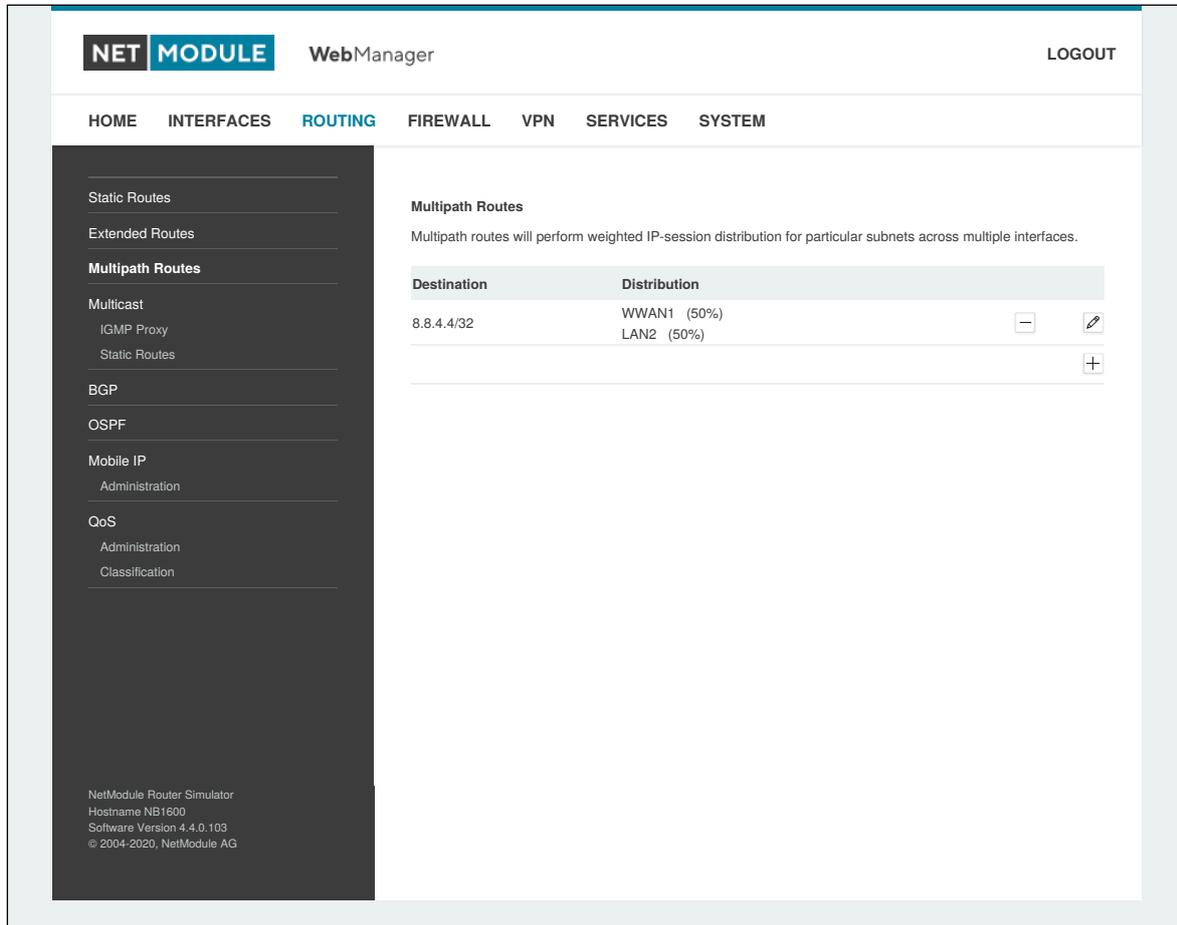 NET MODULE WebManager LOGOUT
HOME INTERFACES ROUTING FIREWALL VPN SERVICES SYSTEM
Static Routes
Extended Routes
Multipath Routes
Multicast
IGMP Proxy
Static Routes
BGP
OSPF
Mobile IP
Administration
QoS
Administration
Classification
NetModule Router Simulator
Hostname NB1600
Software Version 4.4.0.103
© 2004-2020, NetModule AG
Multipath Routes
Multipath routes will perform weighted IP-session distribution for particular subnets across multiple interfaces.
Destination Distribution
8.8.4.4/32 WWAN1 (50%)
LAN2 (50%)